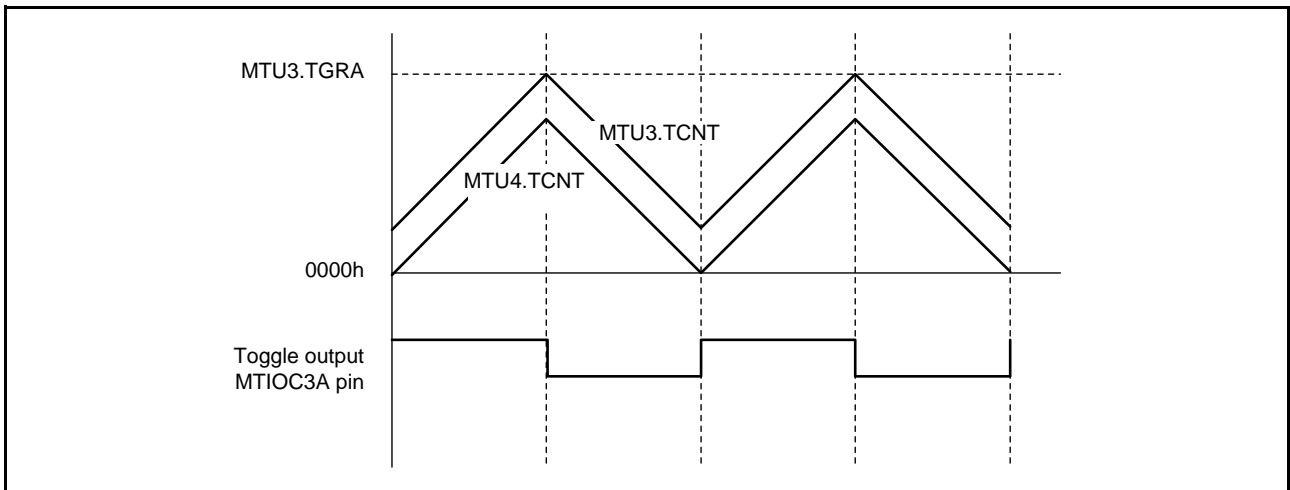 MTU3.TGRA
MTU3.TCNT
MTU4.TCNT
0000h
Toggle output
MTIOC3A pin